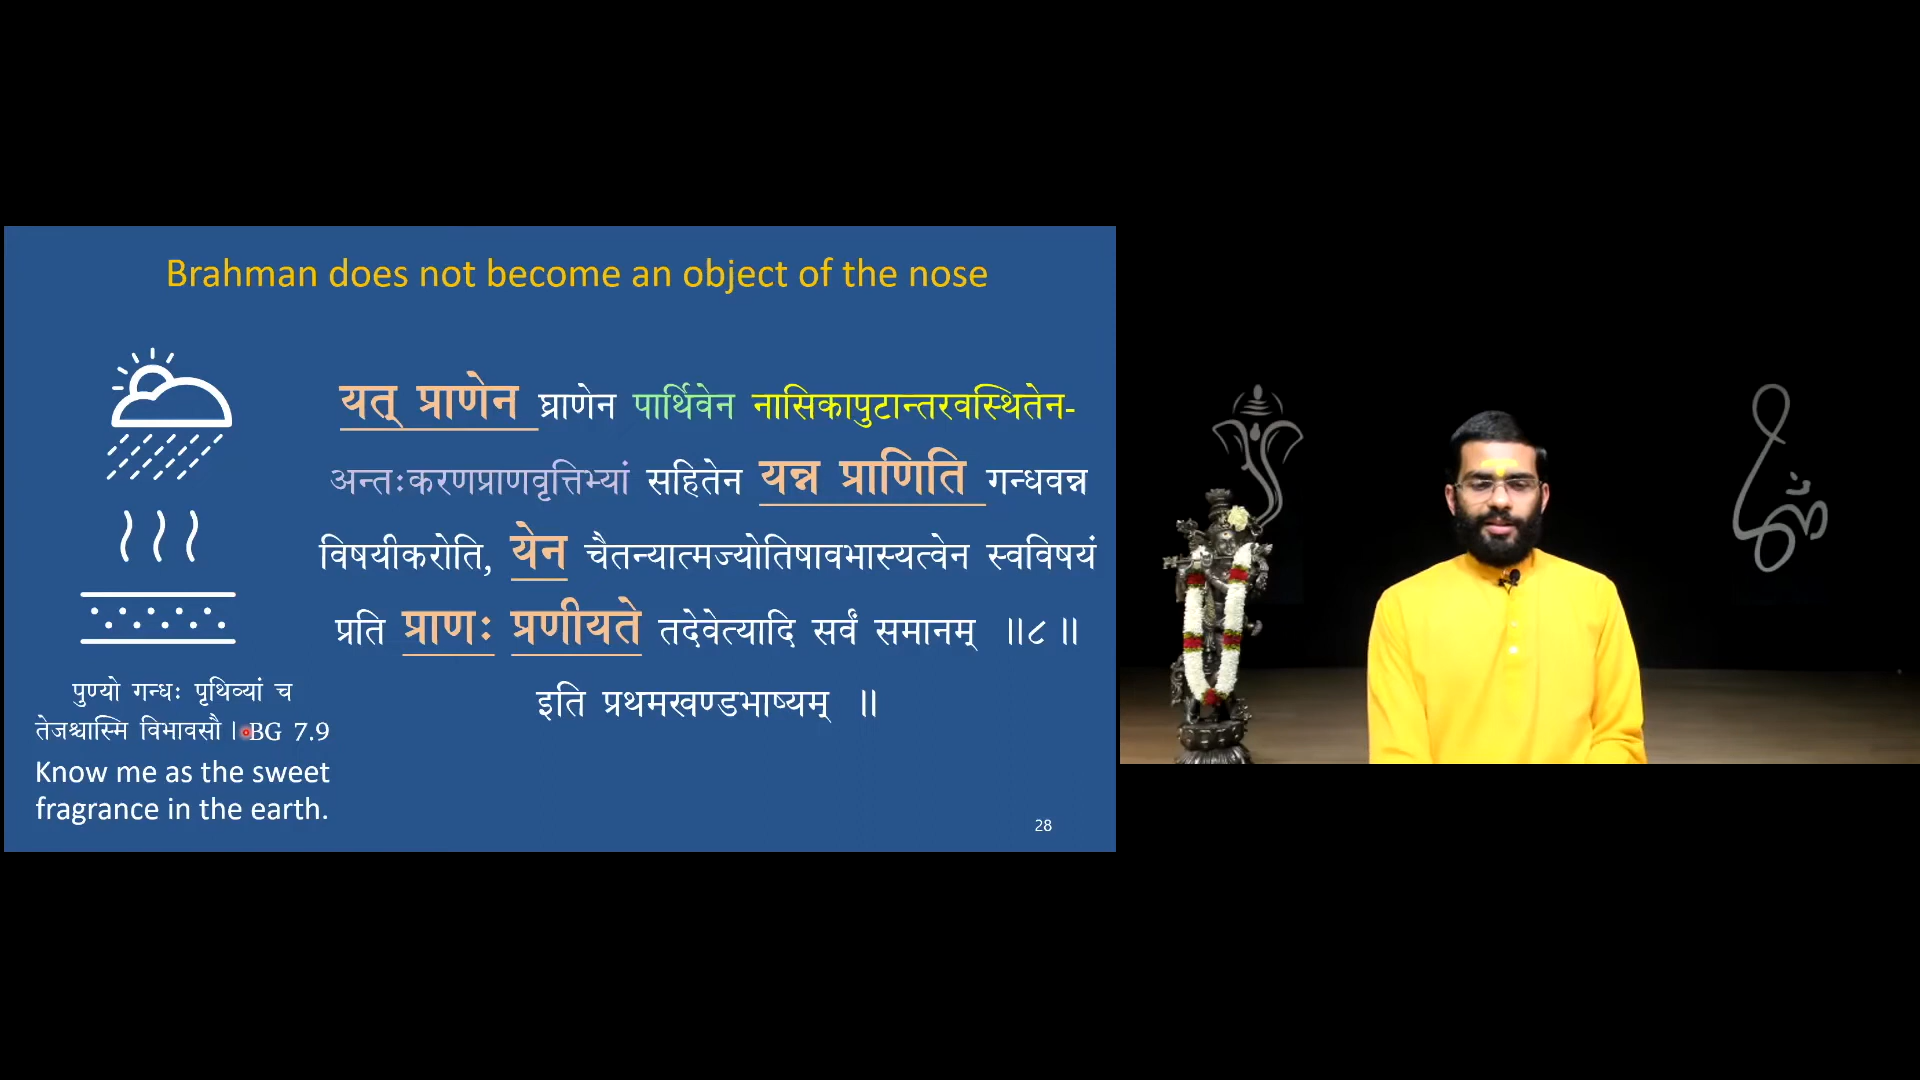 Brahman does not become an object of the nose
यत् प्राणेन घ्राणेन पार्थिवेन नासिकापुटान्तरवस्थितेन-
अन्तःकरणप्राणवृत्तिभ्यां सहितेन यन्न प्राणिति गन्धवन्न
विषयीकरोति, येन चैतन्यात्मज्योतिषावभास्यत्वेन स्वविषयं
प्रति प्राणः प्रणीयते तदेवेत्यादि सर्वं समानम् ॥८॥
इति प्रथमखण्डभाष्यम् ॥
पुण्यो गन्धः पृथिव्यां च
तेजश्चास्मि विभावसौ । BG 7.9
Know me as the sweet
fragrance in the earth.
28